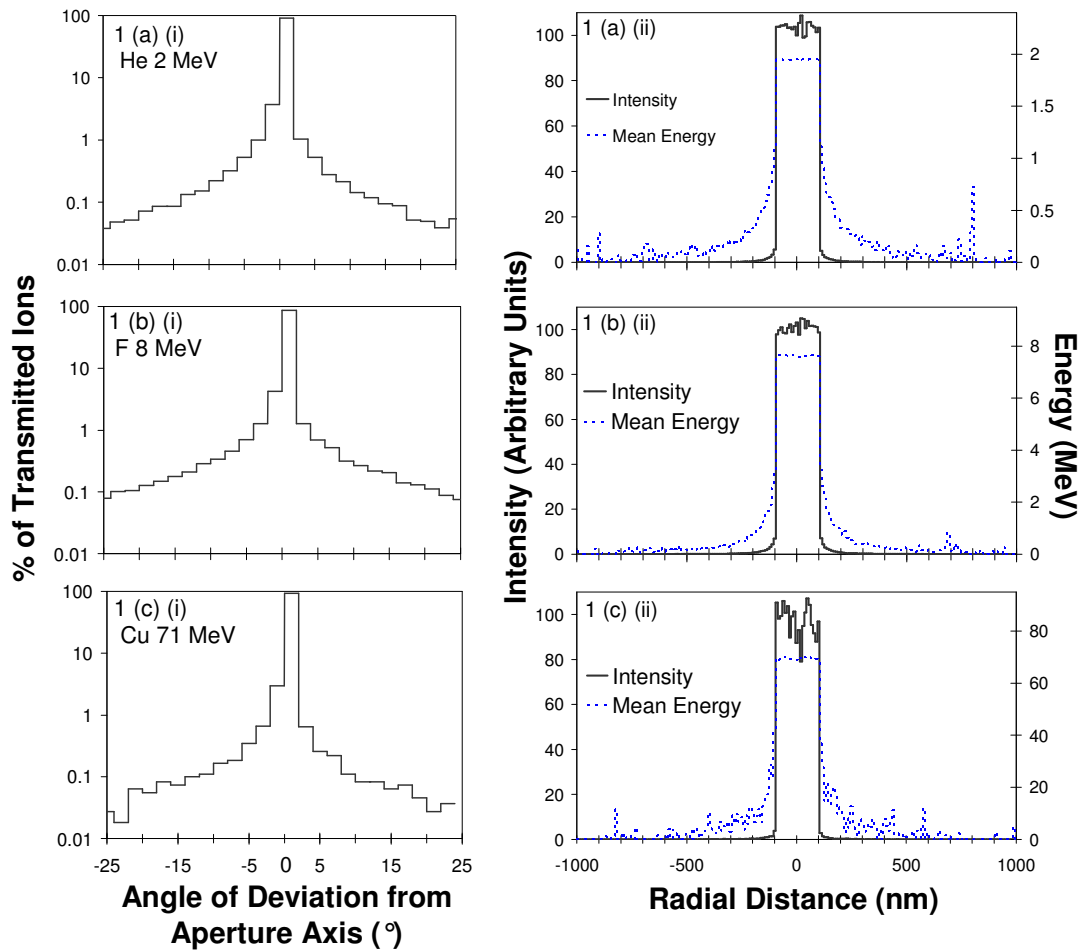 % of Transmitted Ions
100
100
1
0.1
0.01
1 (a) (i)
He 2 MeV
100
10
1
0.1
0.01
1 (b) (i)
F 8 MeV
100
10
1
0.1
0.01
1 (c) (i)
Cu 71 MeV
-25
-15
-5
0
5
15
25
Angle of Deviation from
Aperture Axis (°)
Intensity (Arbitrary Units)
100
80
60
40
20
0
1 (a) (ii)
Intensity
Mean Energy
2
1.5
1
0.5
0
100
80
60
40
20
0
1 (b) (ii)
Intensity
Mean Energy
8
6
4
2
0
100
80
60
40
20
0
1 (c) (ii)
Intensity
Mean Energy
80
60
40
20
0
Energy
(MeV)
-1000
-500
0
500
1000
Radial Distance (nm)